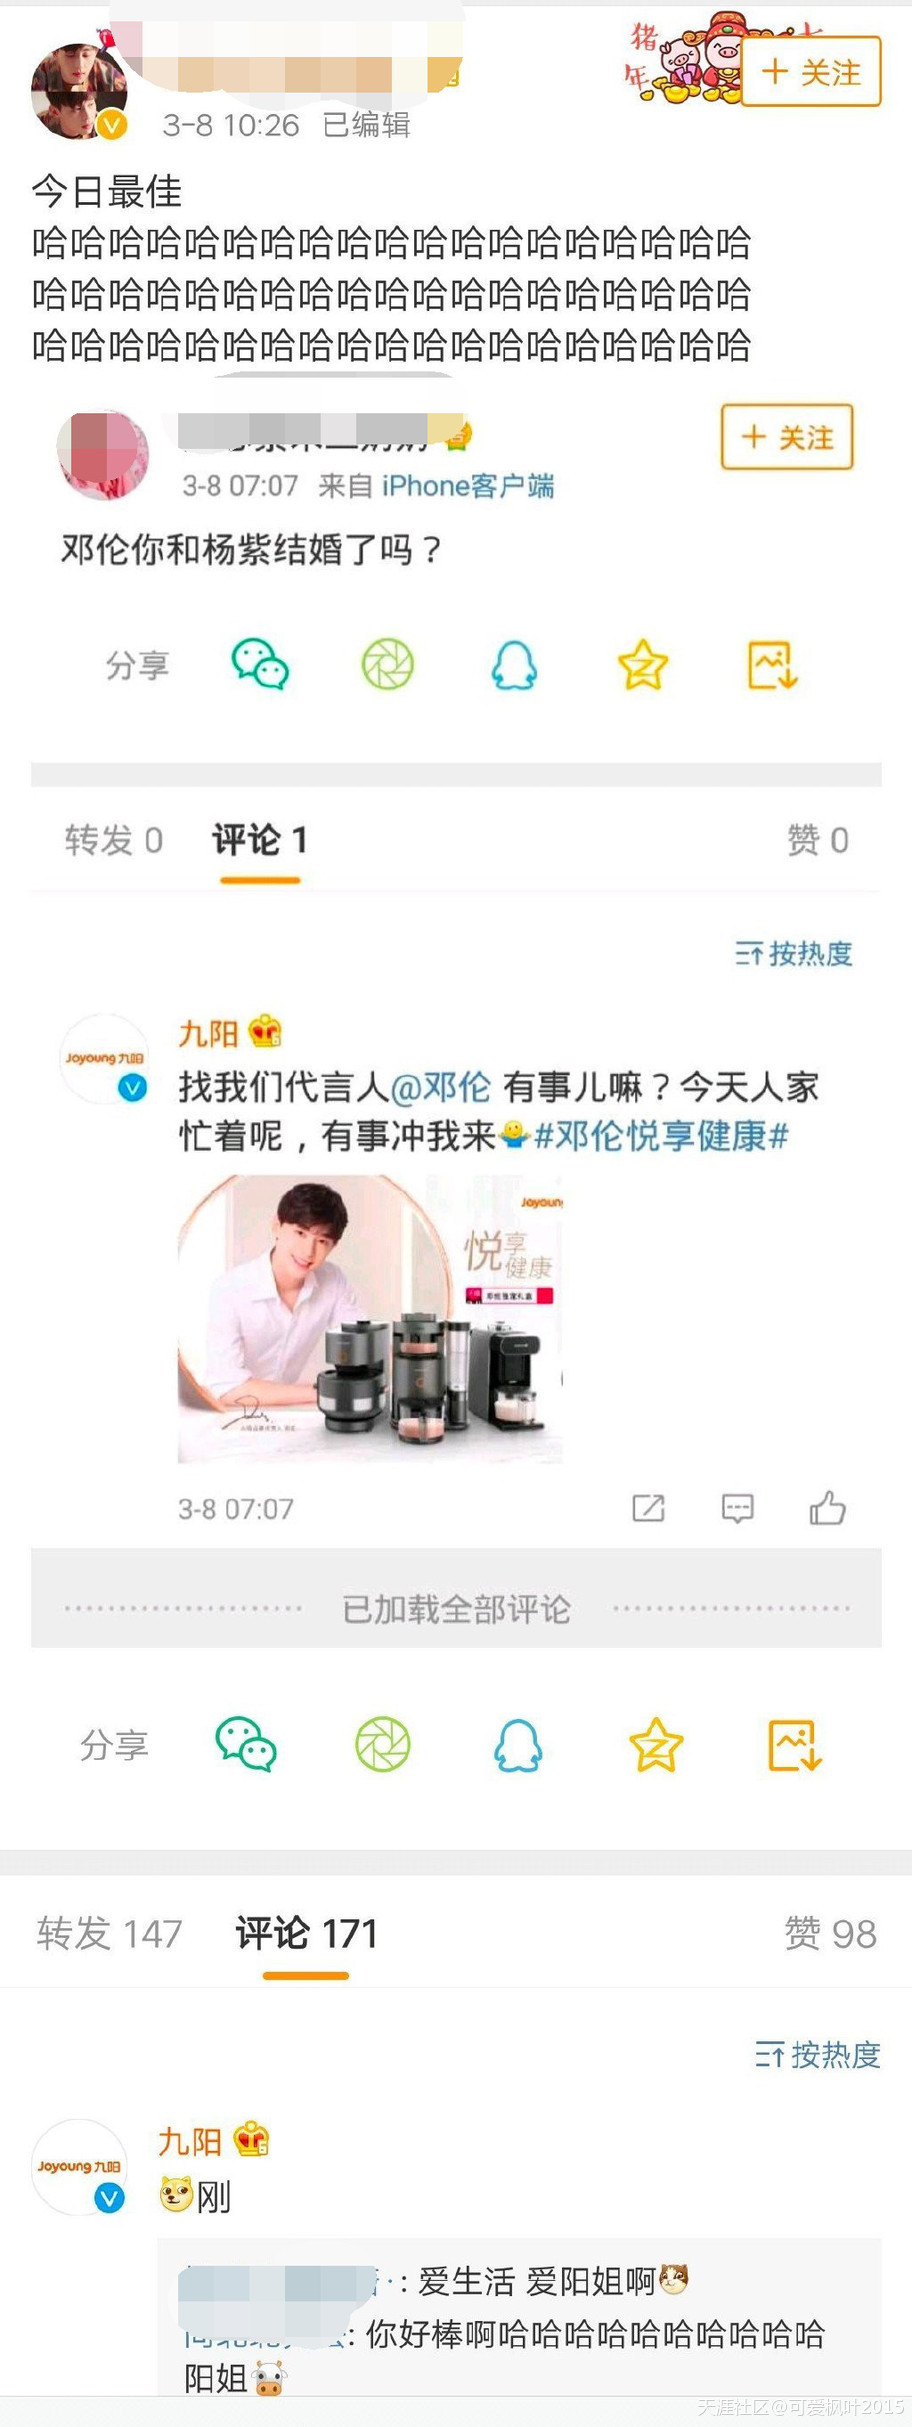 猪
年
大
+ 关注
3-8 10:26 已编辑
今日最佳
哈哈哈哈哈哈哈哈哈哈哈哈哈哈哈哈哈哈哈
哈哈哈哈哈哈哈哈哈哈哈哈哈哈哈哈哈哈哈
哈哈哈哈哈哈哈哈哈哈哈哈哈哈哈哈哈哈哈
+ 关注
3-8 07:07 来自 iPhone客户端
邓伦你和杨紫结婚了吗？
分享
转发 0 评论 1 赞 0
按热度
Joyoung 九阳
九阳
找我们代言人@邓伦 有事儿嘛？今天人家
忙着呢，有事冲我来🤷#邓伦悦享健康#
Joyoung
悦享
健康
3-8 07:07
已加载全部评论
分享
转发 147 评论 171 赞 98
按热度
Joyoung 九阳
九阳
刚
: 爱生活 爱阳姐啊
: 你好棒啊哈哈哈哈哈哈哈哈哈哈
阳姐🐮
天涯社区@可爱枫叶2015